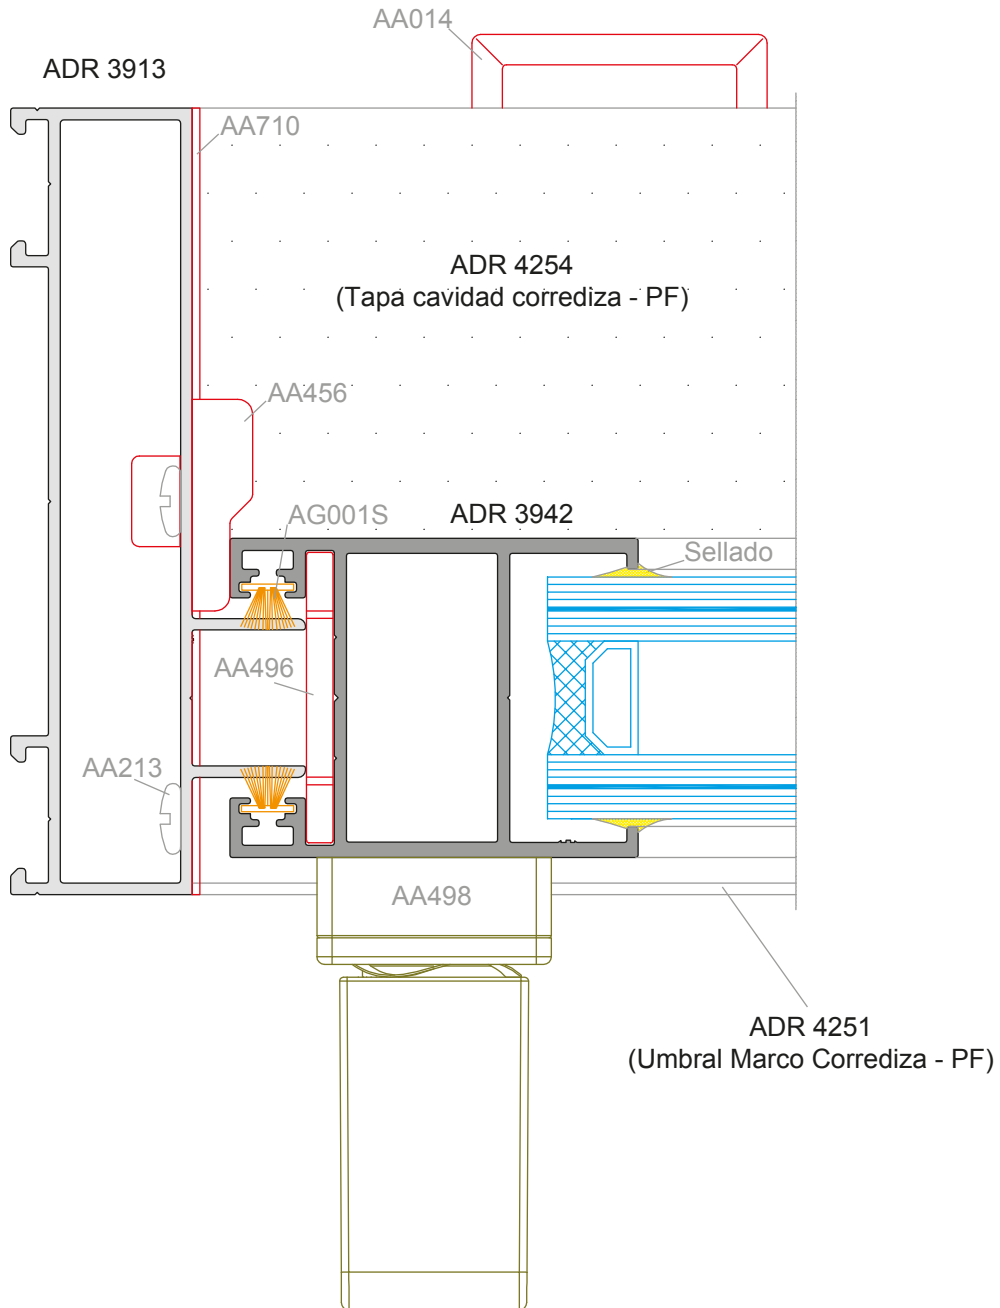 AA014
ADR 3913
AA710
ADR 4254
(Tapa cavidad corrediza - PF)
AA456
AG001S
ADR 3942
Sellado
AA496
AA213
AA498
ADR 4251
(Umbral Marco Corrediza - PF)